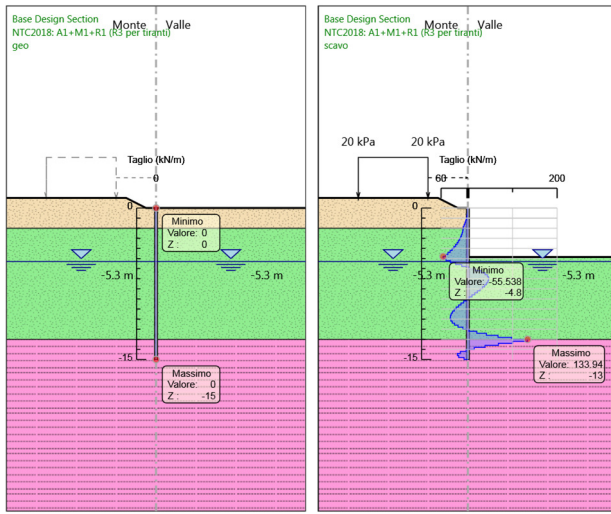 Base Design Section
Monte
Valle
NTC2018: A1+M1+R1 (R3 per tiranti)
geo
Taglio (kN/m)
0
0
Minimo
Valore: 0
Z : 0
-5.3 m
-5.3 m
-15
Massimo
Valore: 0
Z : -15
Base Design Section
Monte
Valle
NTC2018: A1+M1+R1 (R3 per tiranti)
scavo
20 kPa
20 kPa
Taglio (kN/m)
60
200
0
-5.3 m
-5.3 m
Minimo
Valore: -55.538
Z : -4.8
-15
Massimo
Valore: 133.94
Z : -13